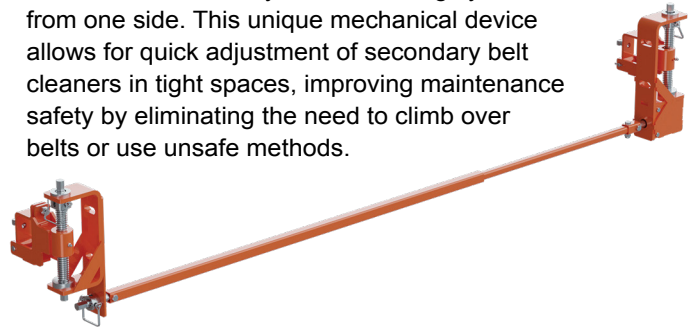 from one side. This unique mechanical device
allows for quick adjustment of secondary belt
cleaners in tight spaces, improving maintenance
safety by eliminating the need to climb over
belts or use unsafe methods.